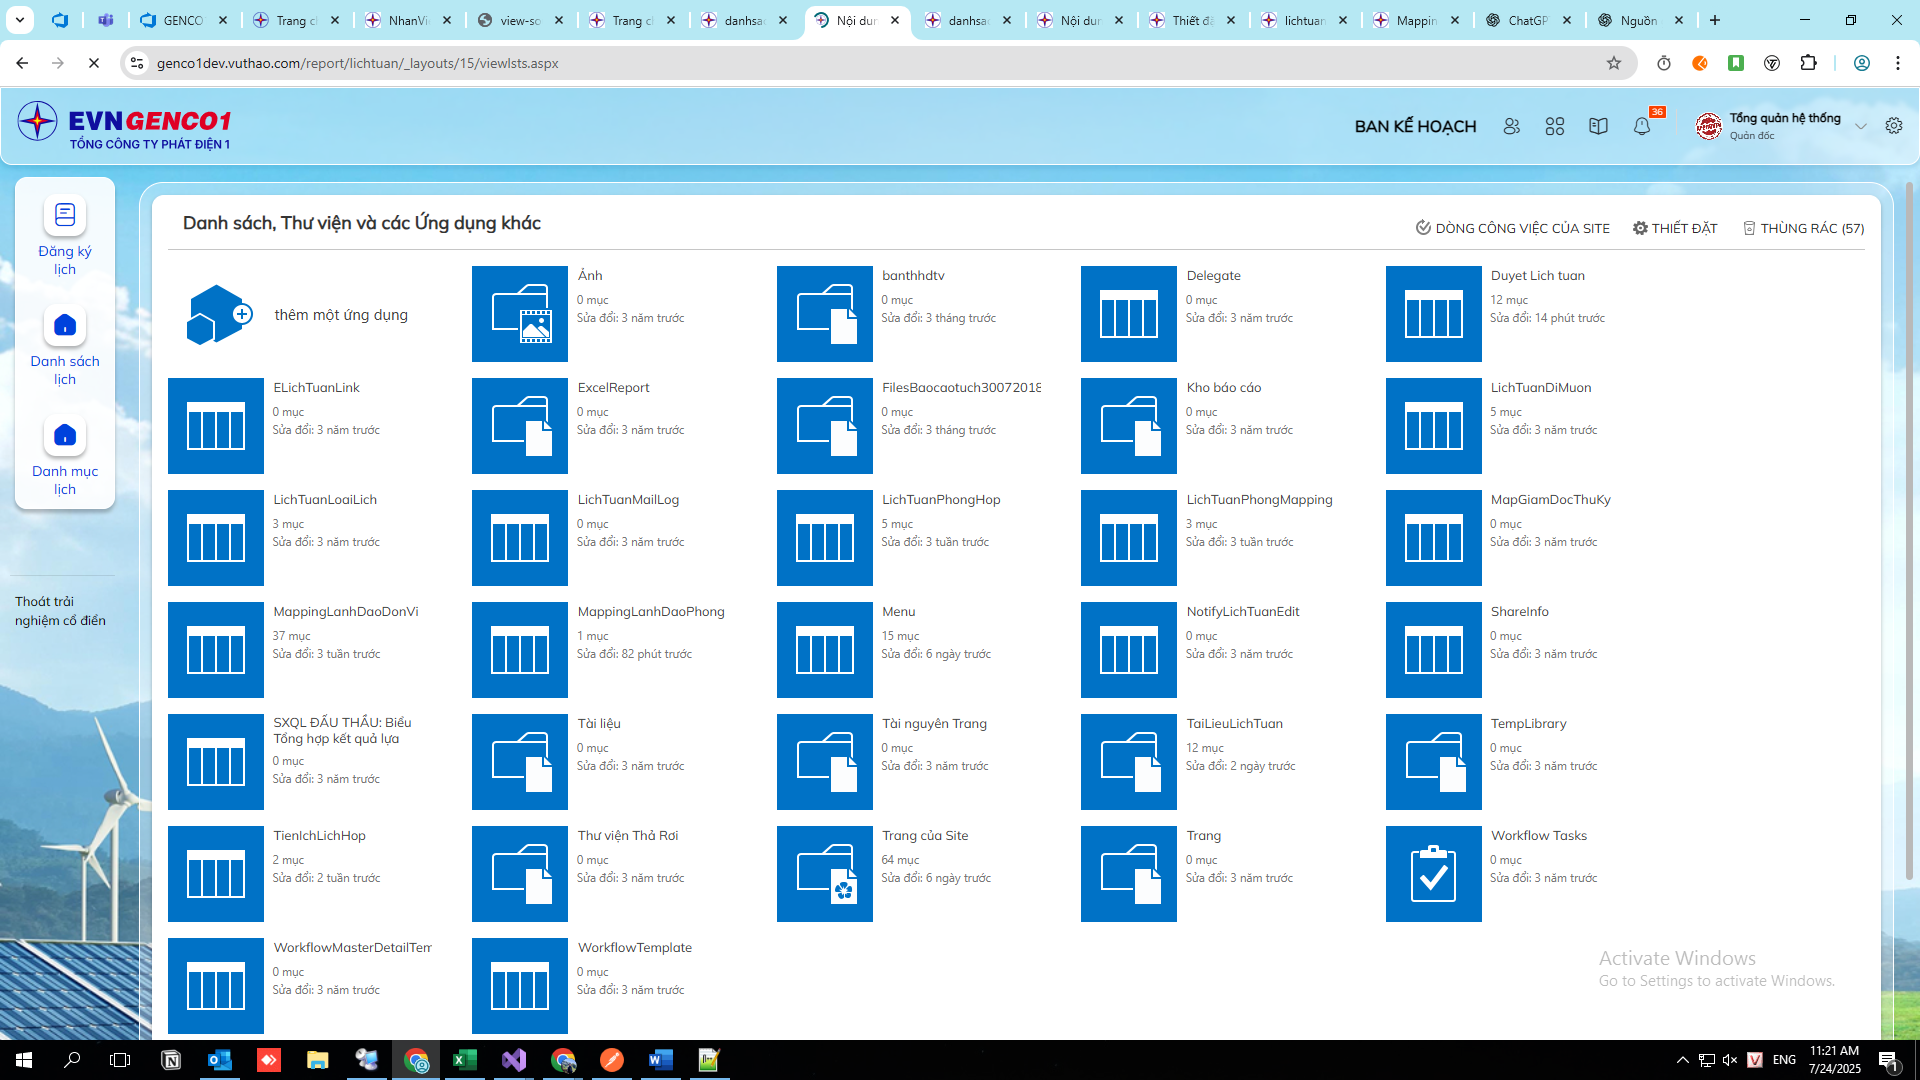 GENCO
Trang cl
NhanVi
view-so
Trang cl
danhsac
Nội dun
danhsac
Nội dun
Thiết đặ
lichtuan
Mappin
ChatGP
Nguồn
genco1dev.vuthao.com/report/lichtuan/_layouts/15/viewlsts.aspx
EVNGENCO1
TỔNG CÔNG TY PHÁT ĐIỆN 1
BAN KẾ HOẠCH
36
Tổng quản hệ thống
Quản đốc
Đăng ký
lịch
Danh sách
lịch
Danh mục
lịch
Thoát trải
nghiệm cổ điển
Danh sách, Thư viện và các Ứng dụng khác
DÒNG CÔNG VIỆC CỦA SITE
THIẾT ĐẶT
THÙNG RÁC (57)
thêm một ứng dụng
Ảnh
0 mục
Sửa đổi: 3 năm trước
banthhdtv
0 mục
Sửa đổi: 3 tháng trước
Delegate
0 mục
Sửa đổi: 3 năm trước
Duyet Lich tuan
12 mục
Sửa đổi: 14 phút trước
ELichTuanLink
0 mục
Sửa đổi: 3 năm trước
ExcelReport
0 mục
Sửa đổi: 3 năm trước
FilesBaocaotuch30072018
0 mục
Sửa đổi: 3 tháng trước
Kho báo cáo
0 mục
Sửa đổi: 3 năm trước
LichTuanDiMuon
5 mục
Sửa đổi: 3 năm trước
LichTuanLoaiLich
3 mục
Sửa đổi: 3 năm trước
LichTuanMailLog
0 mục
Sửa đổi: 3 năm trước
LichTuanPhongHop
5 mục
Sửa đổi: 3 tuần trước
LichTuanPhongMapping
3 mục
Sửa đổi: 3 tuần trước
MapGiamDocThuKy
0 mục
Sửa đổi: 3 năm trước
MappingLanhDaoDonVi
37 mục
Sửa đổi: 3 tuần trước
MappingLanhDaoPhong
1 mục
Sửa đổi: 82 phút trước
Menu
15 mục
Sửa đổi: 6 ngày trước
NotifyLichTuanEdit
0 mục
Sửa đổi: 3 năm trước
ShareInfo
0 mục
Sửa đổi: 3 năm trước
SXQL ĐẤU THẦU: Biểu
Tổng hợp kết quả lựa
0 mục
Sửa đổi: 3 năm trước
Tài liệu
0 mục
Sửa đổi: 3 năm trước
Tài nguyên Trang
0 mục
Sửa đổi: 3 năm trước
TaiLieuLichTuan
12 mục
Sửa đổi: 2 ngày trước
TempLibrary
0 mục
Sửa đổi: 3 năm trước
TienIchLichHop
2 mục
Sửa đổi: 2 tuần trước
Thư viện Thả Rơi
0 mục
Sửa đổi: 3 năm trước
Trang của Site
64 mục
Sửa đổi: 6 ngày trước
Trang
0 mục
Sửa đổi: 3 năm trước
Workflow Tasks
0 mục
Sửa đổi: 3 năm trước
WorkflowMasterDetailTem
0 mục
Sửa đổi: 3 năm trước
WorkflowTemplate
0 mục
Sửa đổi: 3 năm trước
Activate Windows
Go to Settings to activate Windows.
ENG
11:21 AM
7/24/2025
1